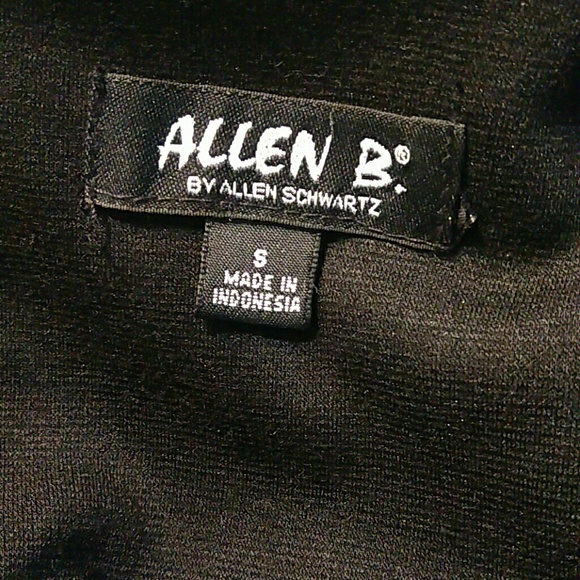 ALLEN B.®
BY ALLEN SCHWARTZ
S
MADE IN
INDONESIA